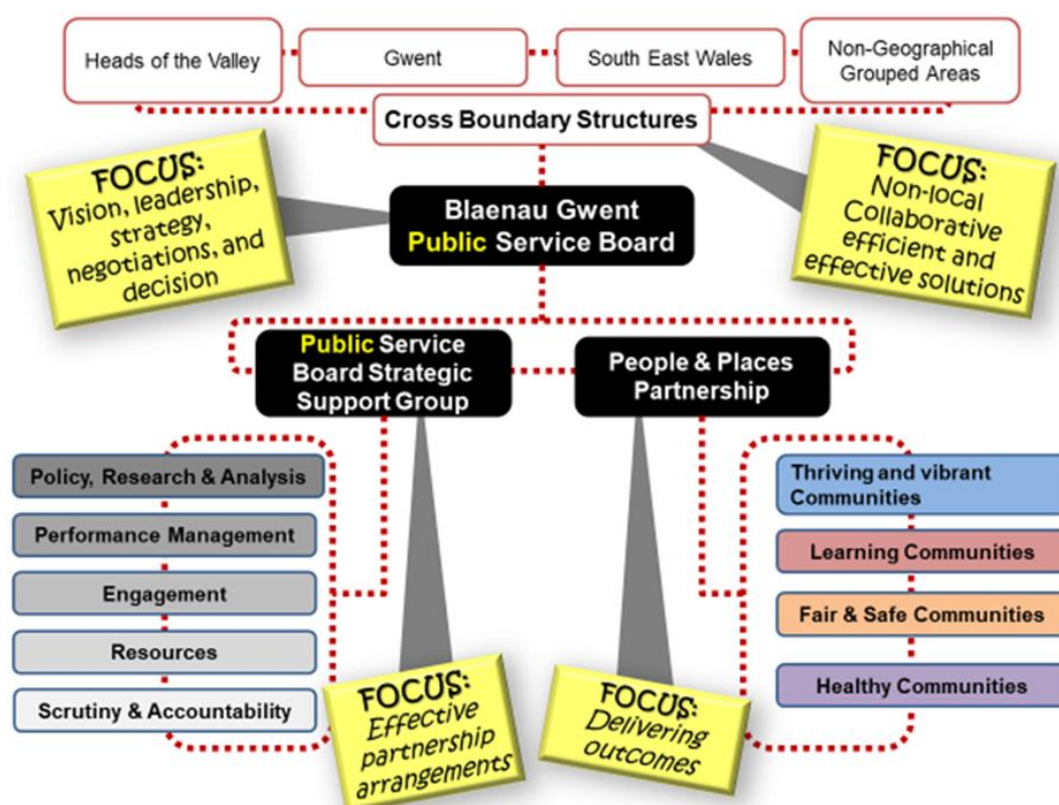 Heads of the Valley
Gwent
South East Wales
Non-Geographical
Grouped Areas
Cross Boundary Structures
FOCUS:
Vision, leadership,
strategy,
negotiations, and
decision
FOCUS:
Non-local
Collaborative
efficient and
effective solutions
Blaenau Gwent
Public Service Board
Public Service
Board Strategic
Support Group
People & Places
Partnership
Policy, Research & Analysis
Performance Management
Engagement
Resources
Scrutiny & Accountability
Thriving and vibrant
Communities
Learning Communities
Fair & Safe Communities
Healthy Communities
FOCUS:
Effective
partnership
arrangements
FOCUS:
Delivering
outcomes